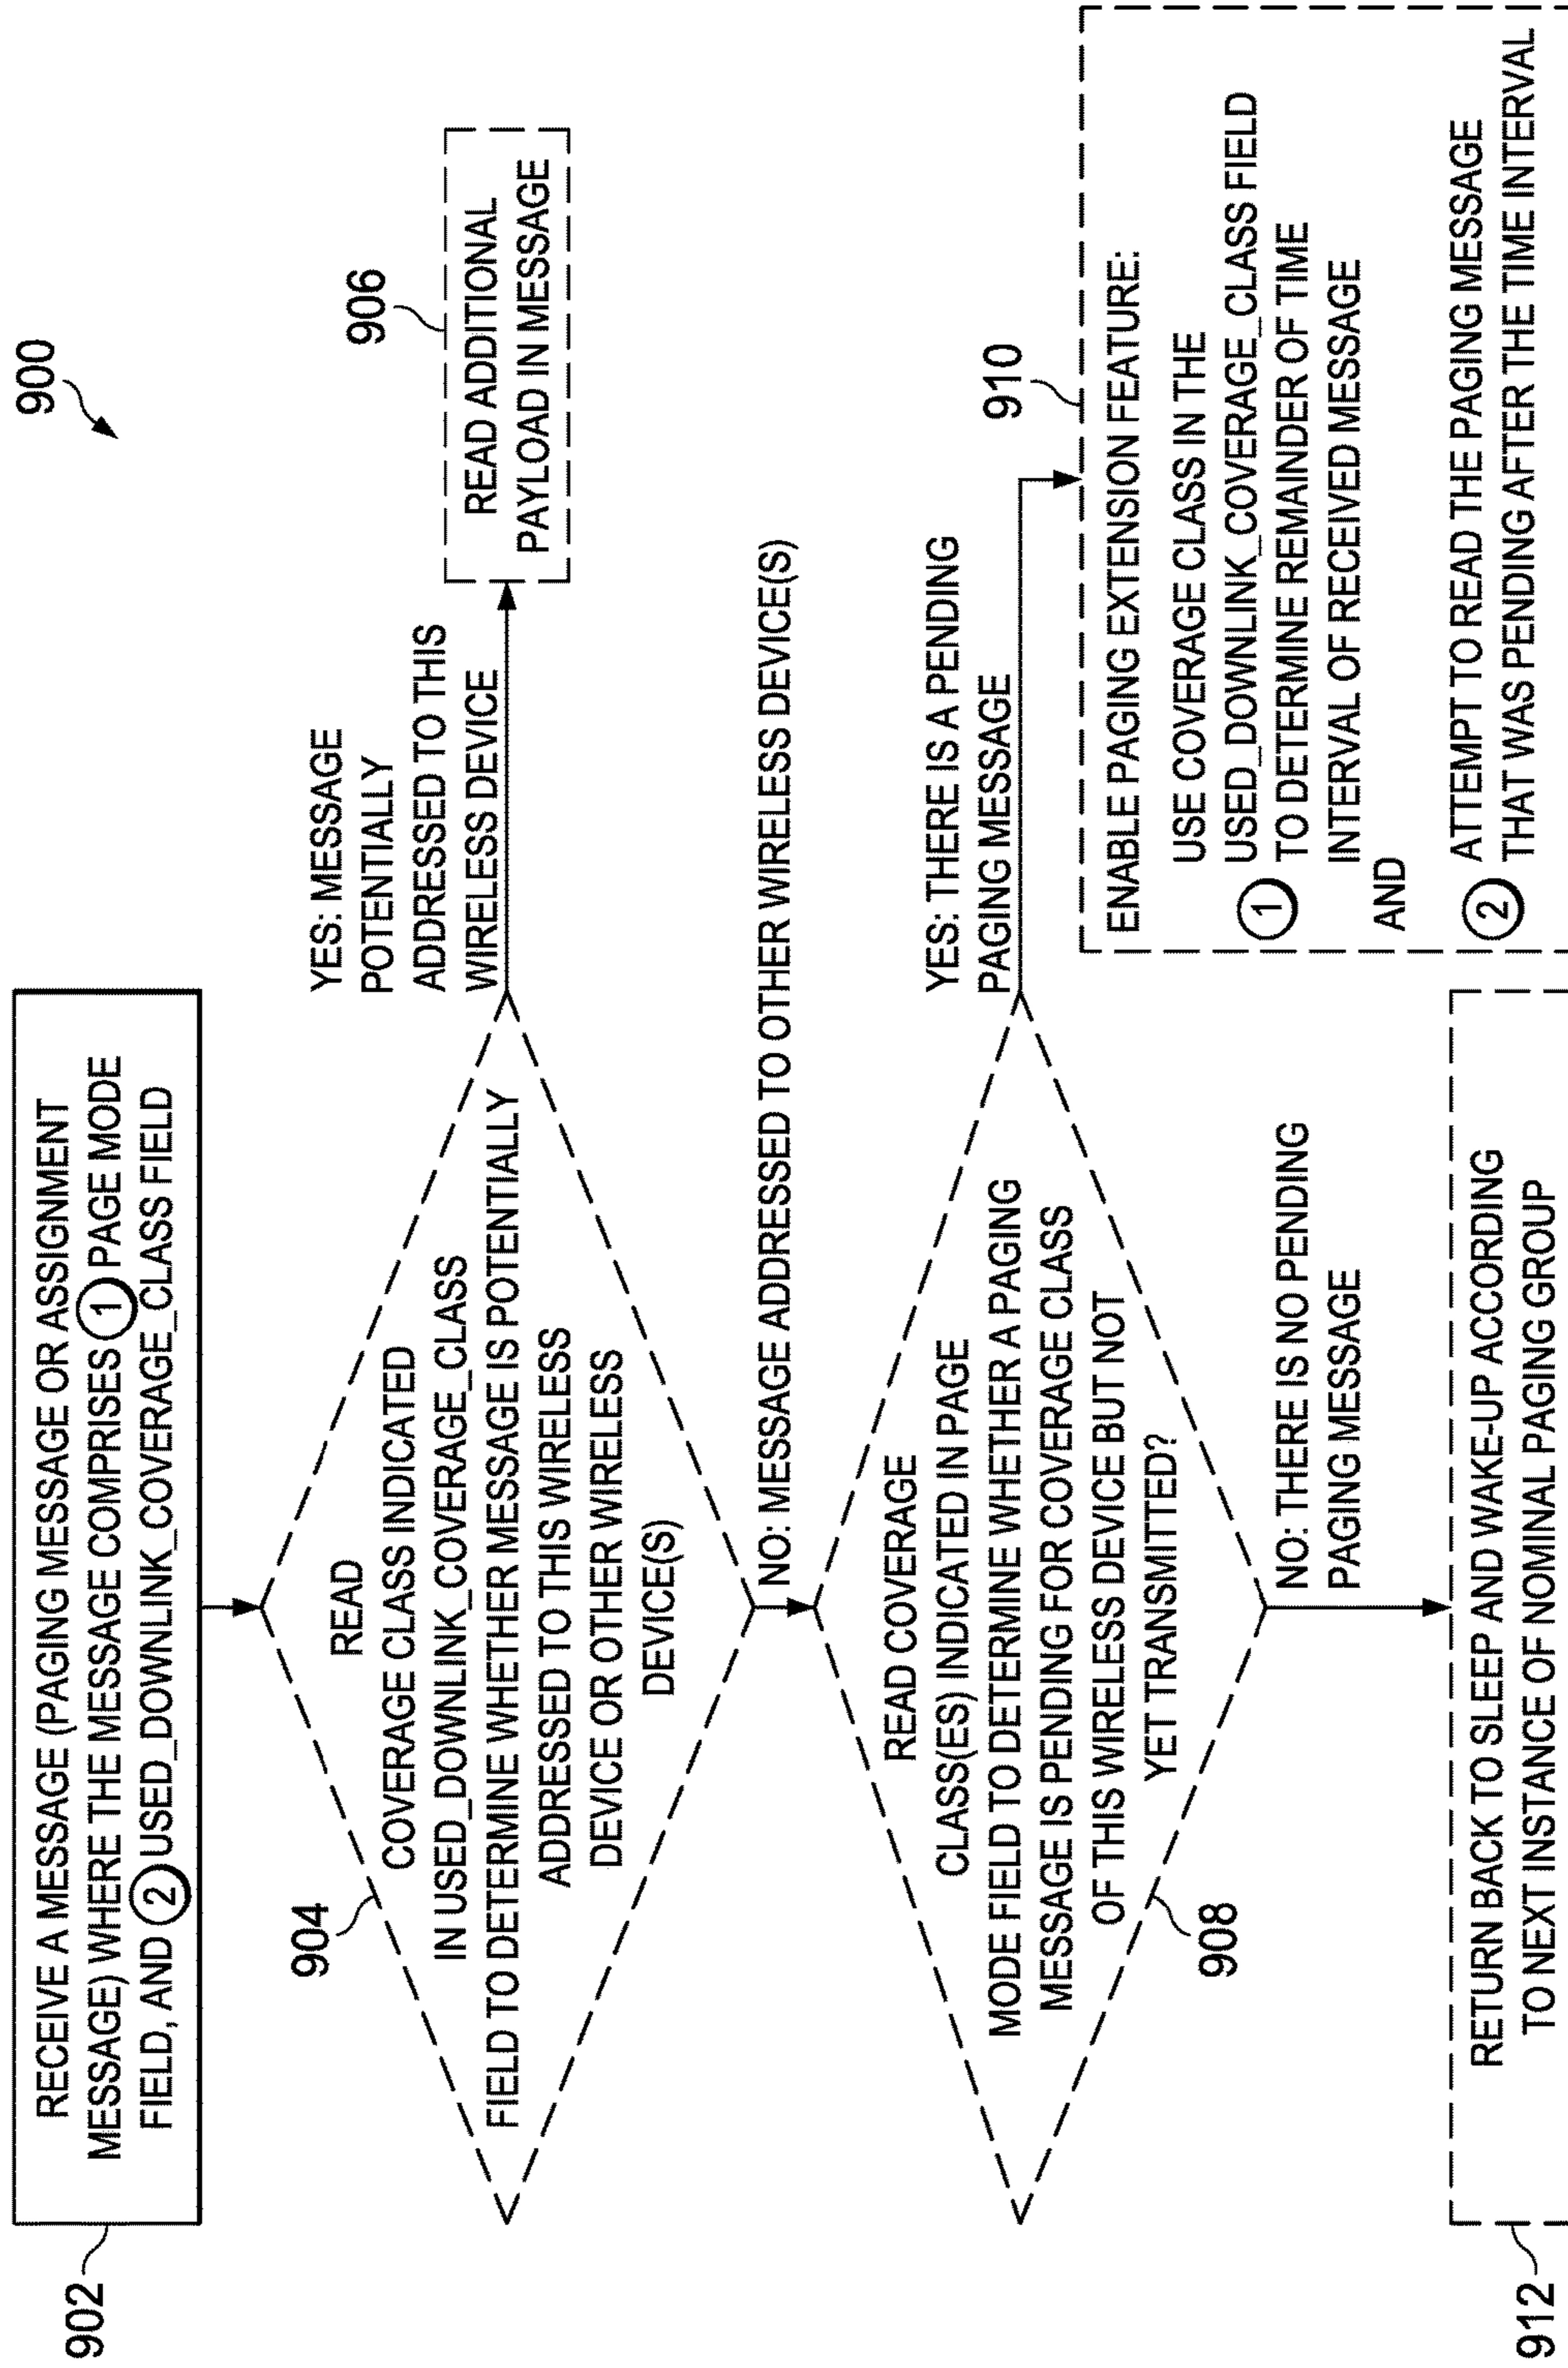 900
902
RECEIVE A MESSAGE (PAGING MESSAGE OR ASSIGNMENT
MESSAGE) WHERE THE MESSAGE COMPRISES 1 PAGE MODE
FIELD, AND 2 USED_DOWNLINK_COVERAGE_CLASS FIELD
904
READ
COVERAGE CLASS INDICATED
IN USED_DOWNLINK_COVERAGE_CLASS
FIELD TO DETERMINE WHETHER MESSAGE IS POTENTIALLY
ADDRESSED TO THIS WIRELESS
DEVICE OR OTHER WIRELESS
DEVICE(S)
YES: MESSAGE
POTENTIALLY
ADDRESSED TO THIS
WIRELESS DEVICE
906
READ ADDITIONAL
PAYLOAD IN MESSAGE
NO: MESSAGE ADDRESSED TO OTHER WIRELESS DEVICE(S)
READ COVERAGE
CLASS(ES) INDICATED IN PAGE
MODE FIELD TO DETERMINE WHETHER A PAGING
MESSAGE IS PENDING FOR COVERAGE CLASS
OF THIS WIRELESS DEVICE BUT NOT
YET TRANSMITTED?
908
YES: THERE IS A PENDING
PAGING MESSAGE
910
ENABLE PAGING EXTENSION FEATURE:
USE COVERAGE CLASS IN THE
USED_DOWNLINK_COVERAGE_CLASS FIELD
1 TO DETERMINE REMAINDER OF TIME
INTERVAL OF RECEIVED MESSAGE
AND
ATTEMPT TO READ THE PAGING MESSAGE
2 THAT WAS PENDING AFTER THE TIME INTERVAL
NO: THERE IS NO PENDING
PAGING MESSAGE
912
RETURN BACK TO SLEEP AND WAKE-UP ACCORDING
TO NEXT INSTANCE OF NOMINAL PAGING GROUP